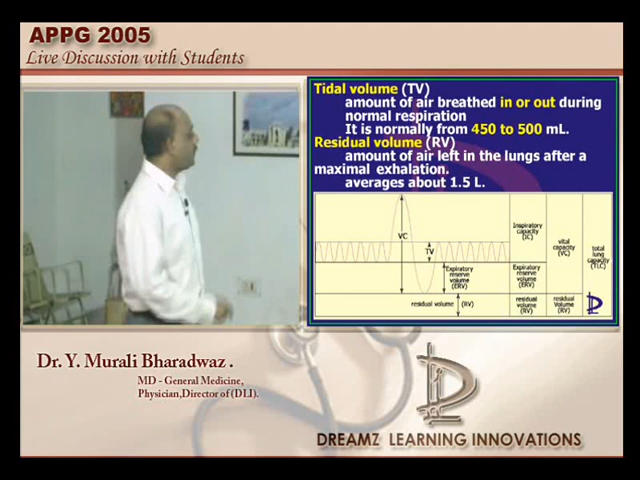 APPG 2005
Live Discussion with Students
Tidal volume (TV)
amount of air breathed in or out during
normal respiration
It is normally from 450 to 500 mL.
Residual volume (RV)
amount of air left in the lungs after a
maximal exhalation.
averages about 1.5 L.
VC
TV
Expiratory
reserve
volume
(ERV)
residual volume (RV)
Inspiratory
capacity
(IC)
Expiratory
reserve
volume
(ERV)
residual
volume
(RV)
vital
capacity
(VC)
residual
Volume
(RV)
total
lung
capacity
(TLC)
Dr. Y. Murali Bharadwaz .
MD - General Medicine,
Physician,Director of (DLI).
DREAMZ LEARNING INNOVATIONS